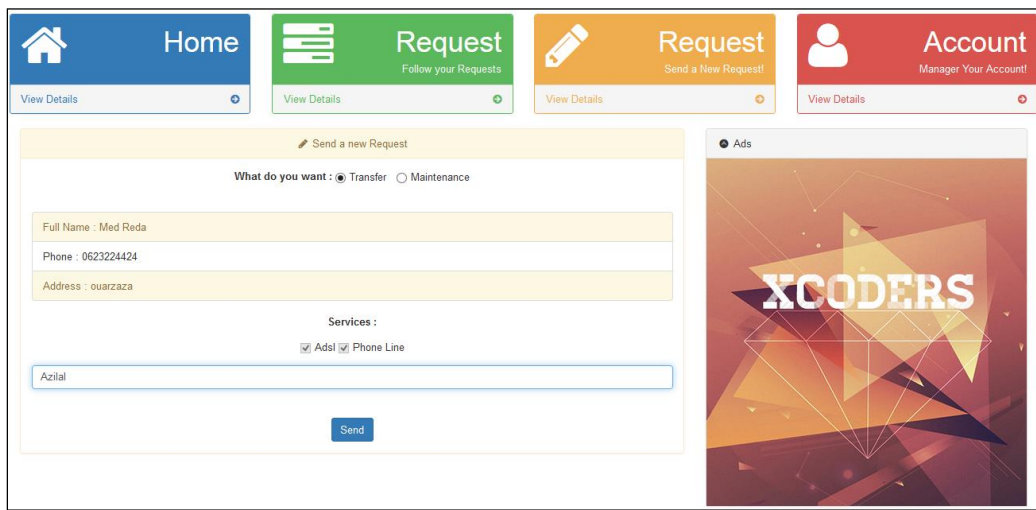 Home
View Details
Request
Follow your Requests
View Details
Request
Send a New Request!
View Details
Account
Manager Your Account!
View Details
Send a new Request
What do you want : Transfer Maintenance
Full Name : Med Reda
Phone : 0623224424
Address : ouarzaza
Services :
Adsl Phone Line
Azilal
Send
Ads
XCODERS